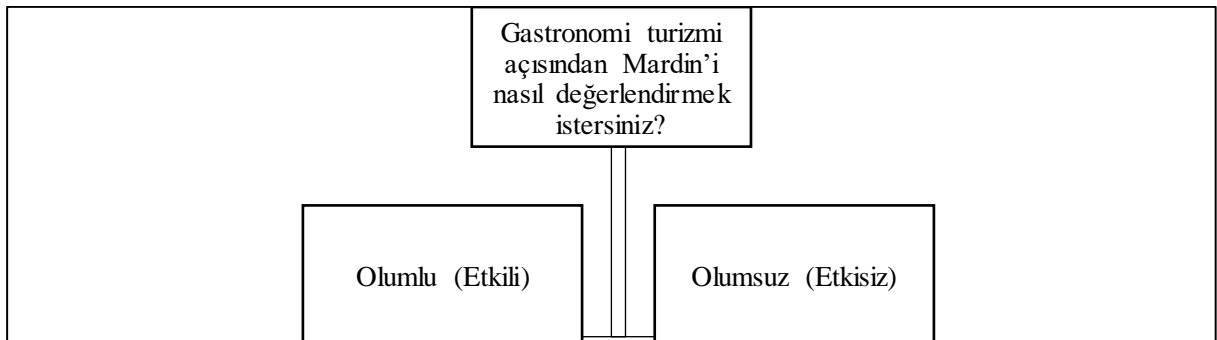 Gastronomi turizmi
açısından Mardin’i
nasıl değerlendirmek
istersiniz?
Olumlu (Etkili)
Olumsuz (Etkisiz)